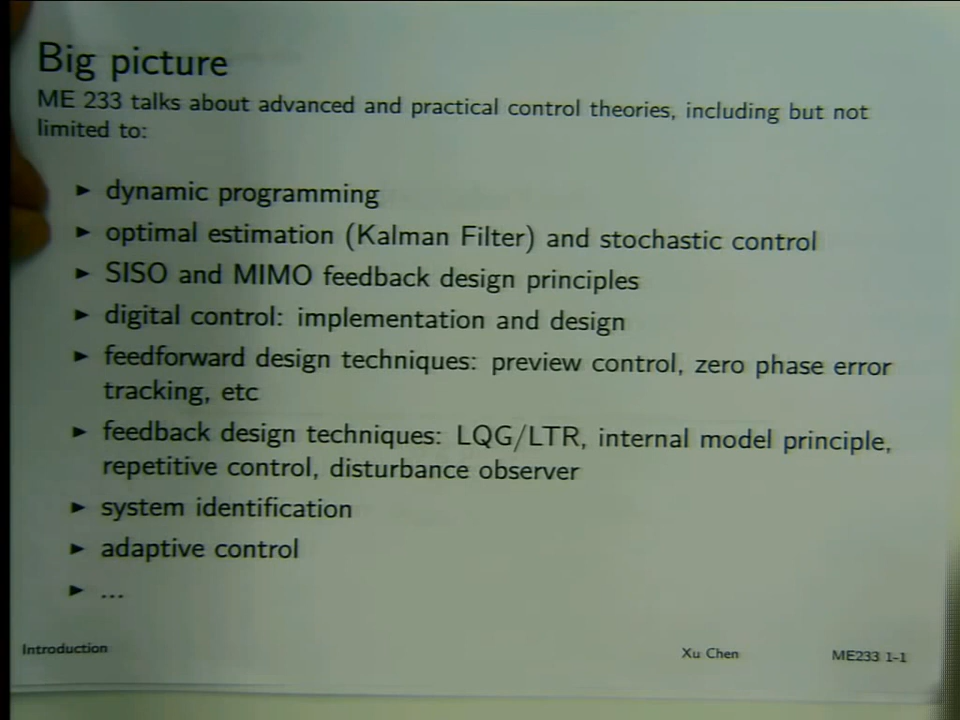 Big picture
ME 233 talks about advanced and practical control theories, including but not
limited to:
► dynamic programming
► optimal estimation (Kalman Filter) and stochastic control
► SISO and MIMO feedback design principles
► digital control: implementation and design
► feedforward design techniques: preview control, zero phase error
tracking, etc
► feedback design techniques: LQG/LTR, internal model principle,
repetitive control, disturbance observer
► system identification
► adaptive control
► ...
Introduction Xu Chen ME233 1-1